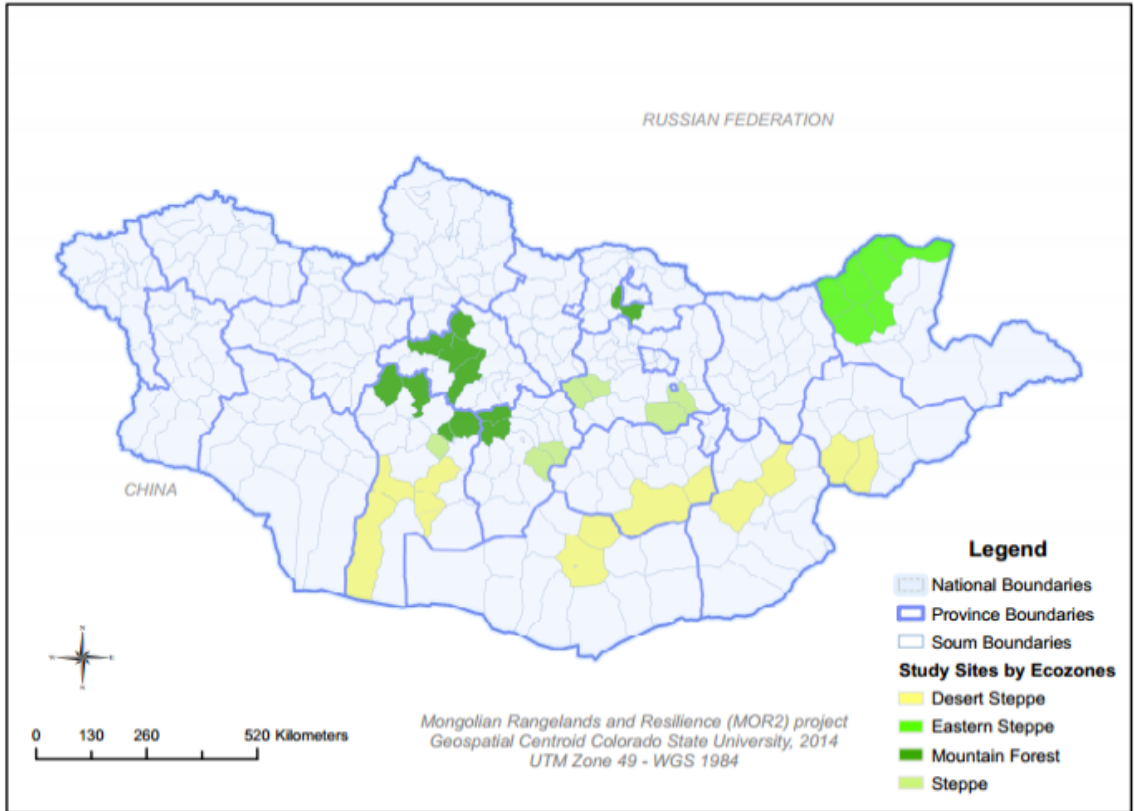 RUSSIAN FEDERATION
CHINA
Legend
National Boundaries
Province Boundaries
Soum Boundaries
Study Sites by Ecozones
Desert Steppe
Eastern Steppe
Mountain Forest
Steppe
N
W E
S
0 130 260 520 Kilometers
Mongolian Rangelands and Resilience (MOR2) project
Geospatial Centroid Colorado State University, 2014
UTM Zone 49 - WGS 1984